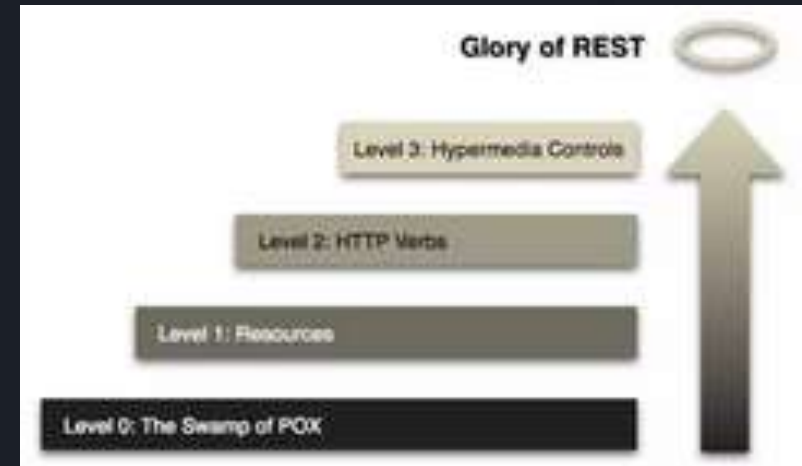 Glory of REST
Level 3: Hypermedia Controls
Level 2: HTTP Verbs
Level 1: Resources
Level 0: The Swamp of POX